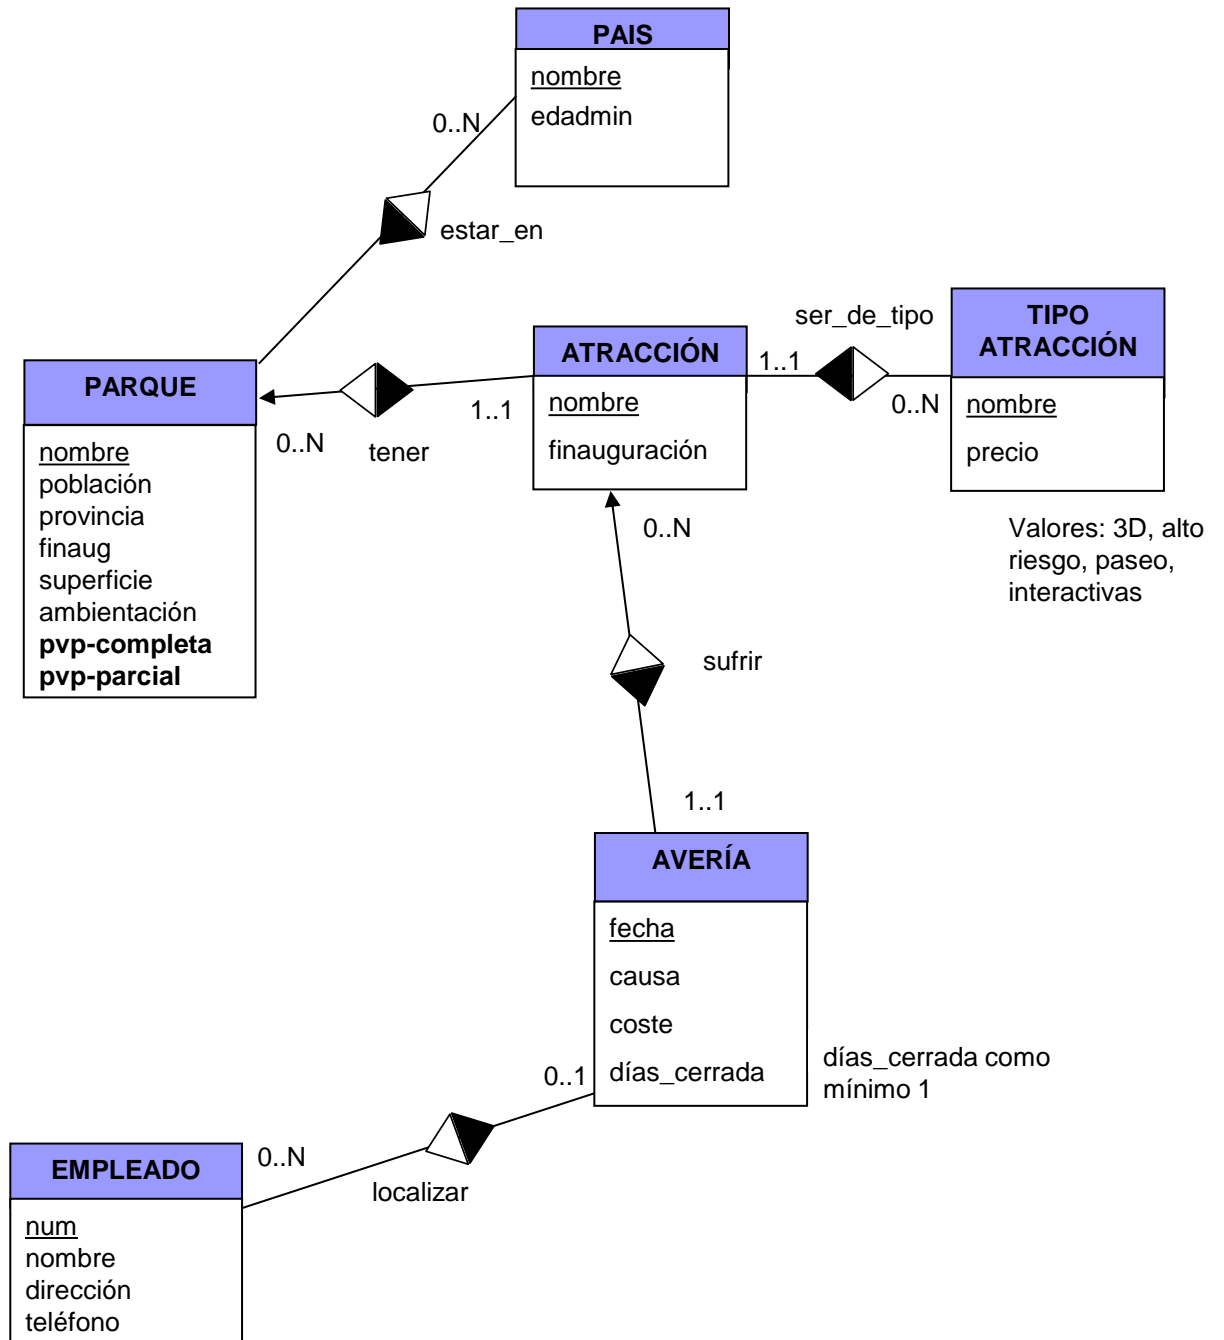 PAIS
nombre
edadmin
0..N
estar_en
PARQUE
nombre
población
provincia
finaug
superficie
ambientación
pvp-completa
pvp-parcial
0..N
tener
1..1
ATRACCIÓN
nombre
finauguración
ser_de_tipo
1..1
0..N
TIPO
ATRACCIÓN
nombre
precio
Valores: 3D, alto
riesgo, paseo,
interactivas
0..N
sufrir
1..1
AVERÍA
fecha
causa
coste
días_cerrada
días_cerrada como
mínimo 1
0..1
localizar
0..N
EMPLEADO
num
nombre
dirección
teléfono